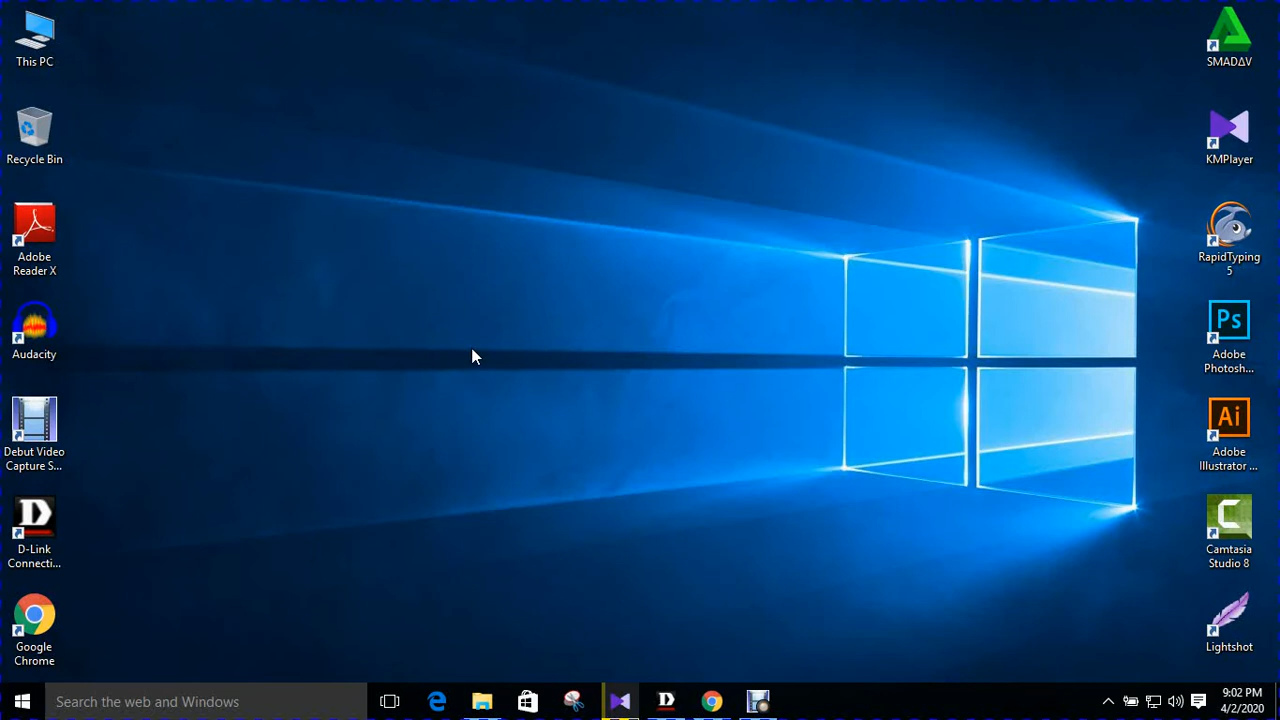 This PC
Recycle Bin
Adobe
Reader X
Audacity
Debut Video
Capture S...
D-Link
Connecti...
Google
Chrome
SMADΔV
KMPlayer
RapidTyping
5
Ps
Adobe
Photosh...
Ai
Adobe
Illustrator ...
C
Camtasia
Studio 8
Lightshot
Search the web and Windows
9:02 PM
4/2/2020